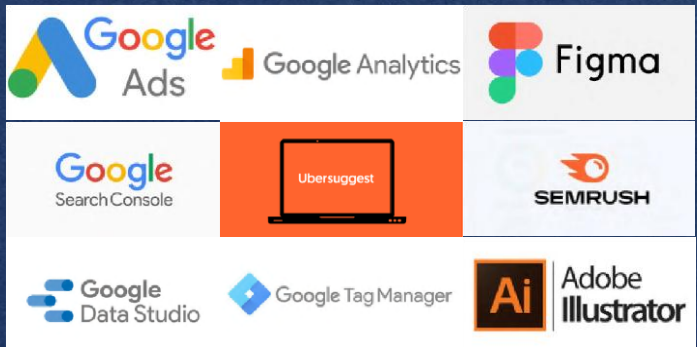 Google
Ads
Google Analytics
Figma
Google
Search Console
Ubersuggest
SEMRUSH
Google
Data Studio
Google Tag Manager
Ai
Adobe
Illustrator